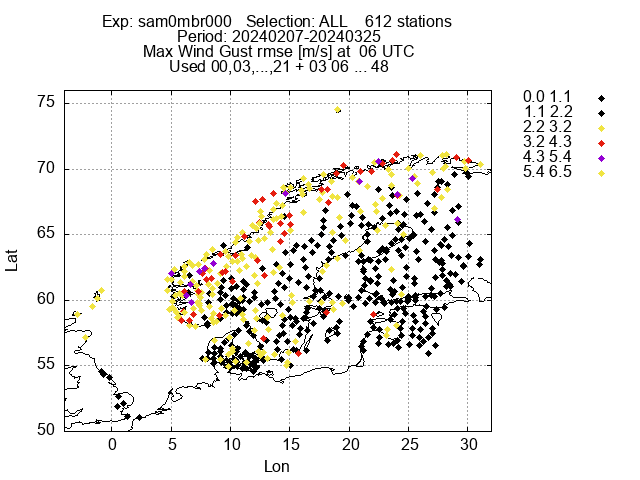 Exp: sam0mbr000   Selection: ALL    612 stations
Period: 20240207-20240325
Max Wind Gust rmse [m/s] at  06 UTC
Used 00,03,...,21 + 03 06 ... 48
0.0 1.1
1.1 2.2
2.2 3.2
3.2 4.3
4.3 5.4
5.4 6.5
75
70
65
60
55
50
Lat
0 5 10 15 20 25 30
Lon